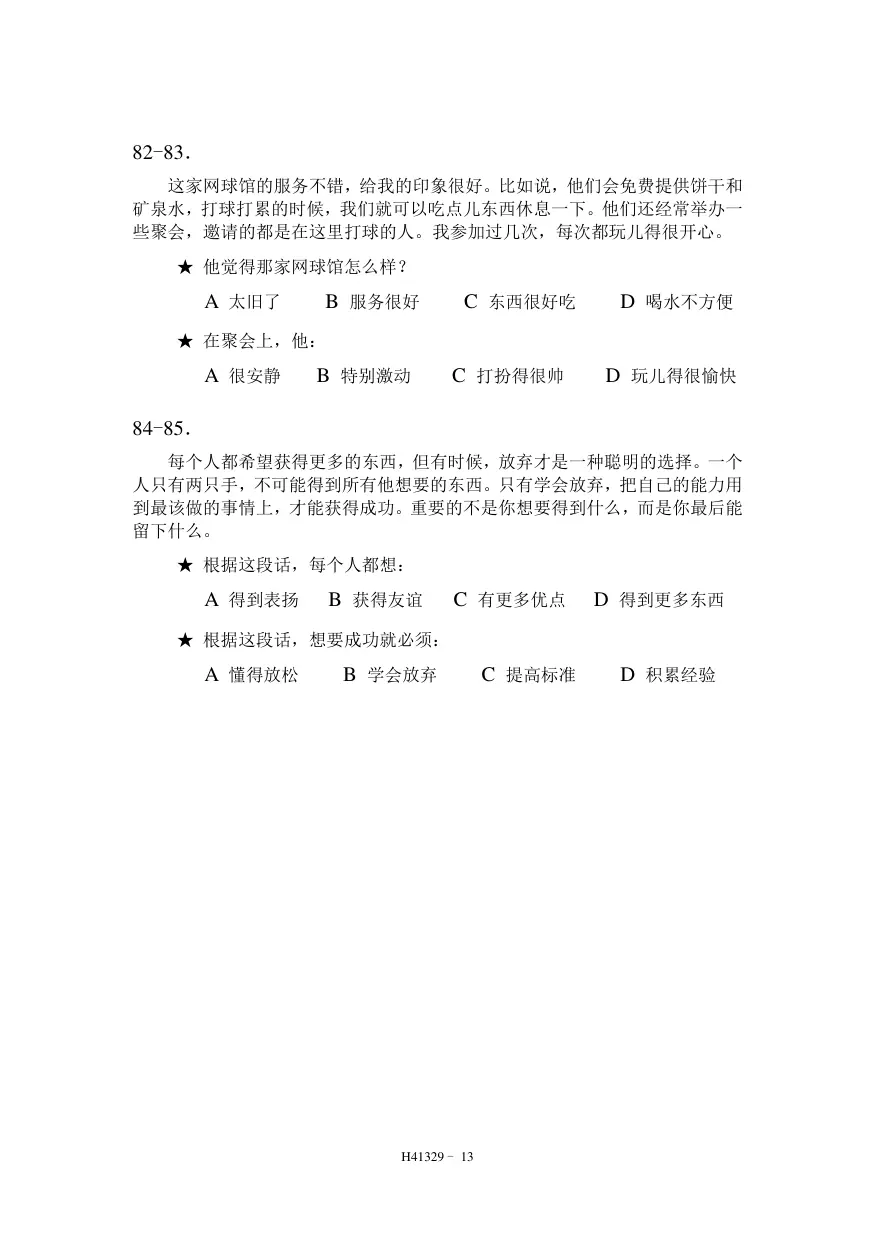 82-83．
这家网球馆的服务不错，给我的印象很好。比如说，他们会免费提供饼干和
矿泉水，打球打累的时候，我们就可以吃点儿东西休息一下。他们还经常举办一
些聚会，邀请的都是在这里打球的人。我参加过几次，每次都玩儿得很开心。
★ 他觉得那家网球馆怎么样？
A 太旧了 B 服务很好 C 东西很好吃 D 喝水不方便
★ 在聚会上，他：
A 很安静 B 特别激动 C 打扮得很帅 D 玩儿得很愉快
84-85．
每个人都希望获得更多的东西，但有时候，放弃才是一种聪明的选择。一个
人只有两只手，不可能得到所有他想要的东西。只有学会放弃，把自己的能力用
到最该做的事情上，才能获得成功。重要的不是你想要得到什么，而是你最后能
留下什么。
★ 根据这段话，每个人都想：
A 得到表扬 B 获得友谊 C 有更多优点 D 得到更多东西
★ 根据这段话，想要成功就必须：
A 懂得放松 B 学会放弃 C 提高标准 D 积累经验
H41329－ 13